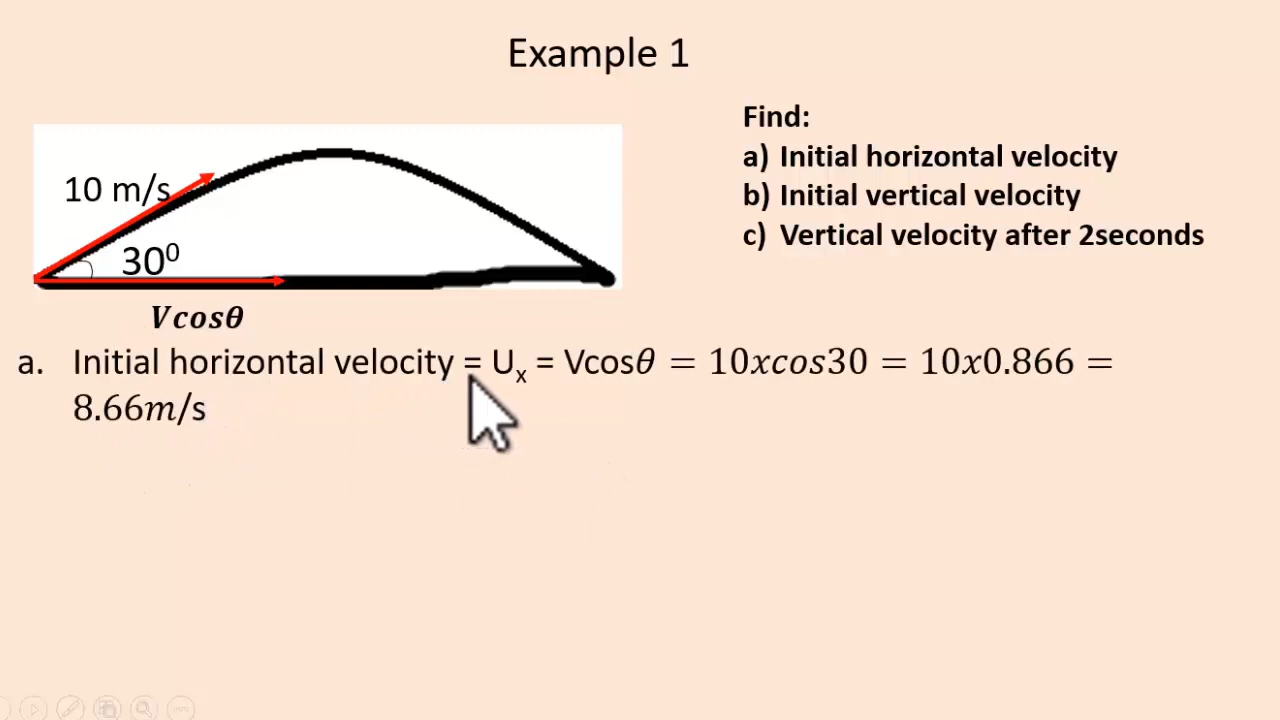 Example 1
Find:
a) Initial horizontal velocity
b) Initial vertical velocity
c) Vertical velocity after 2seconds
10 m/s
30⁰
Vcosθ
a. Initial horizontal velocity = Uₓ = Vcosθ = 10xcos30 = 10x0.866 =
8.66m/s